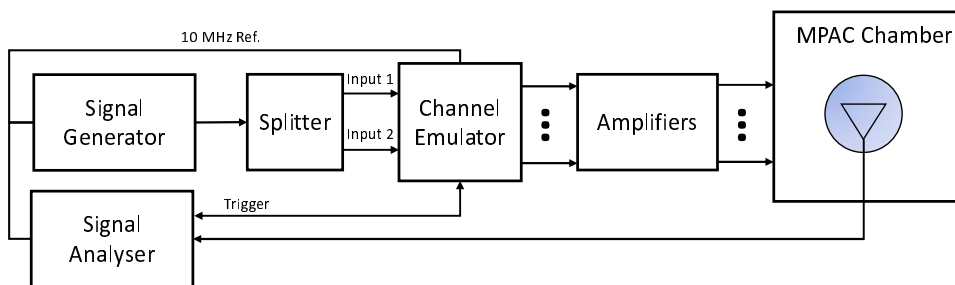 10 MHz Ref.
MPAC Chamber
Signal
Generator
Splitter
Input 1
Input 2
Channel
Emulator
Amplifiers
Trigger
Signal
Analyser